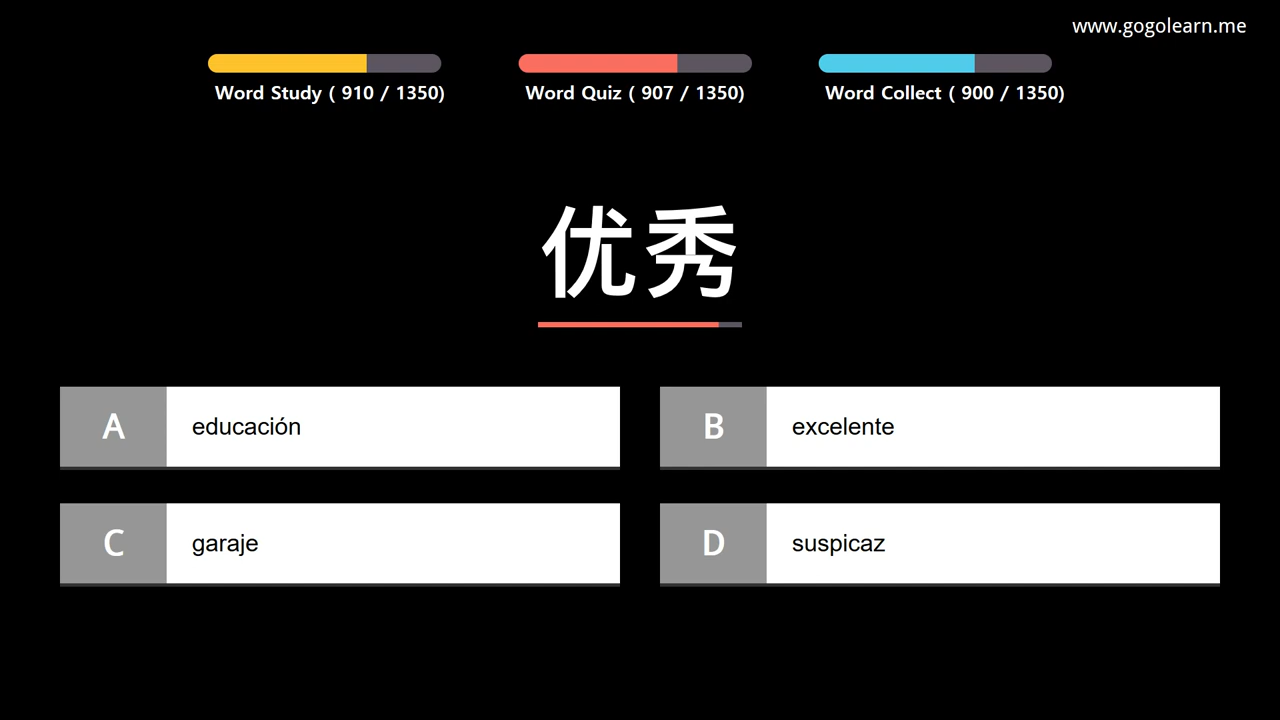 www.gogolearn.me
Word Study ( 910 / 1350)
Word Quiz ( 907 / 1350)
Word Collect ( 900 / 1350)
优秀
A
educación
B
excelente
C
garaje
D
suspicaz